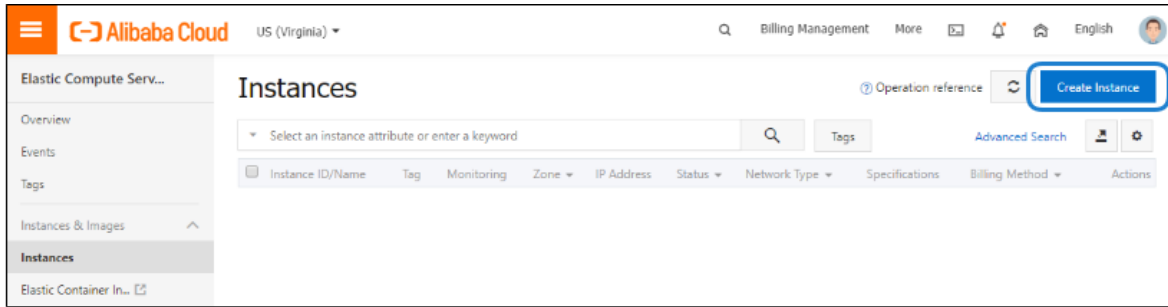 Alibaba Cloud US (Virginia) Billing Management More English
Elastic Compute Serv...
Instances Operation reference Create Instance
Overview
Select an instance attribute or enter a keyword Tags Advanced Search
Events
Instance ID/Name Tag Monitoring Zone IP Address Status Network Type Specifications Billing Method Actions
Tags
Instances & Images
Instances
Elastic Container In...